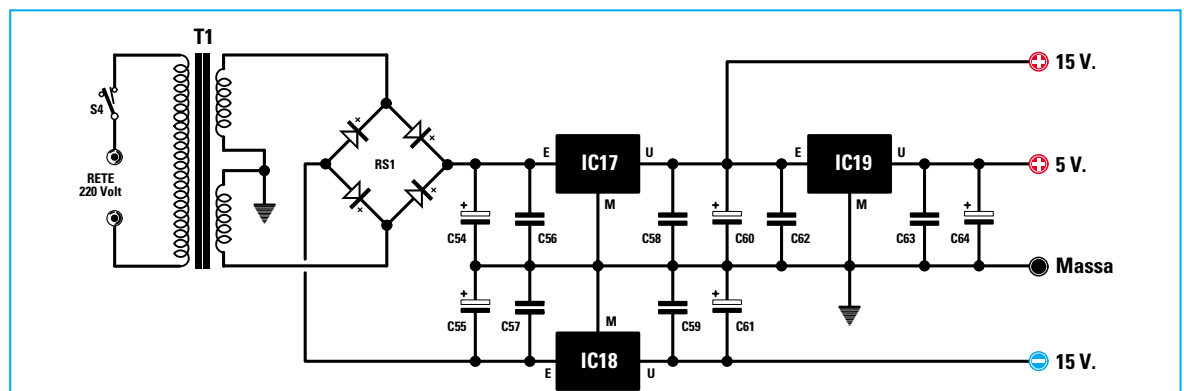 T1
15 V.
S4
RETE
220 Volt
RS1
E
IC17
U
M
E
IC19
U
M
5 V.
+
C54
C56
C58
+
C60
C62
C63
+
C64
Massa
+
C55
C57
M
E
IC18
U
C59
+
C61
15 V.